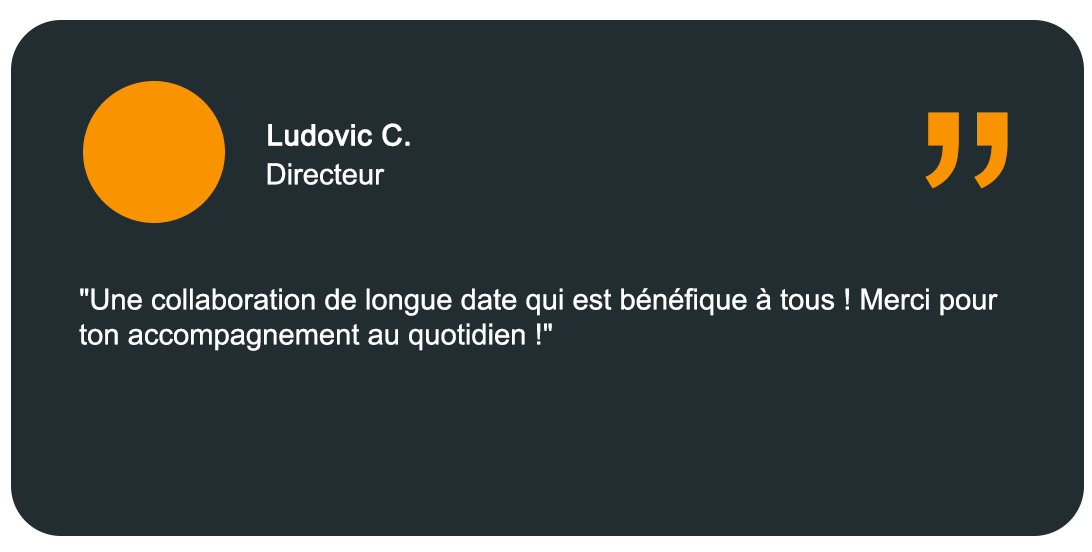 Ludovic C.
Directeur
"Une collaboration de longue date qui est bénéfique à tous ! Merci pour
ton accompagnement au quotidien !"